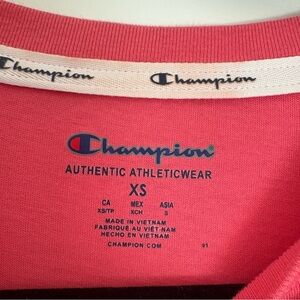 Champion Champion
Champion
AUTHENTIC ATHLETICWEAR
XS
CA MEX ASIA
XS/TP XCH S
MADE IN VIETNAM
FABRIQUÉ AU VIÊT-NAM
HECHO EN VIETNAM
CHAMPION.COM 91